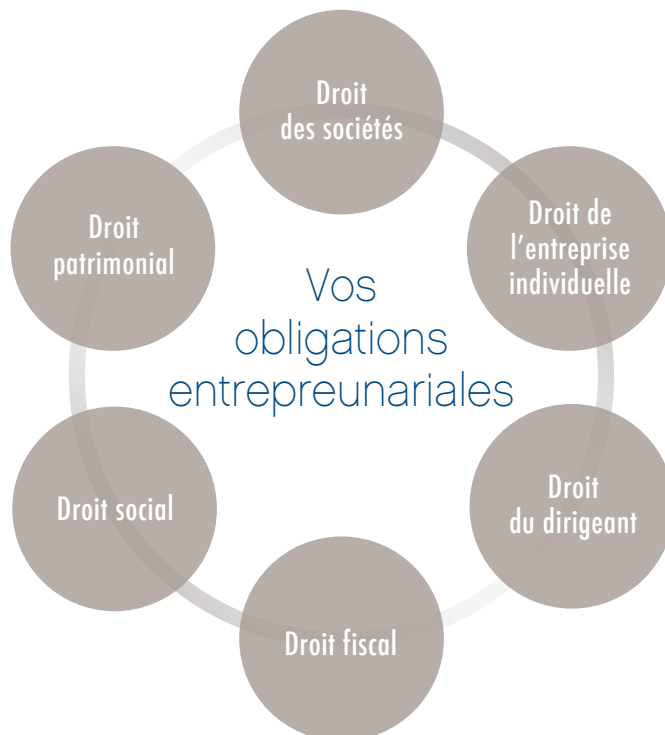 Droit
des sociétés
Droit de
l'entreprise
individuelle
Droit
du dirigeant
Droit fiscal
Droit social
Droit
patrimonial
Vos
obligations
entrepreunariales